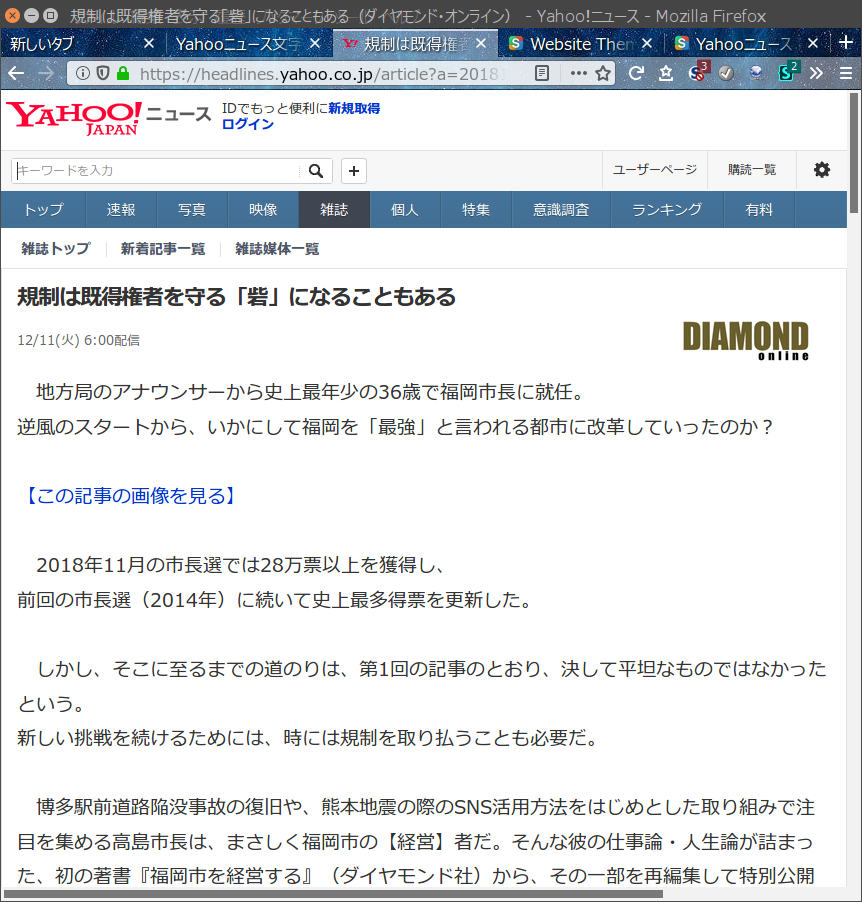 規制は既得権者を守る「砦」になることもある（ダイヤモンド・オンライン） - Yahoo!ニュース - Mozilla Firefox
新しいタブ Yahooニュース文字 規制は既得権者 Website Them Yahooニュース
https://headlines.yahoo.co.jp/article?a=2018 3 2
YAHOO! JAPAN ニュース IDでもっと便利に新規取得
ログイン
キーワードを入力 ユーザーページ 購読一覧
トップ 速報 写真 映像 雑誌 個人 特集 意識調査 ランキング 有料
雑誌トップ 新着記事一覧 雑誌媒体一覧
規制は既得権者を守る「砦」になることもある
12/11(火) 6:00配信
DIAMOND
online
　地方局のアナウンサーから史上最年少の36歳で福岡市長に就任。
逆風のスタートから、いかにして福岡を「最強」と言われる都市に改革していったのか？
【この記事の画像を見る】
　2018年11月の市長選では28万票以上を獲得し、
前回の市長選（2014年）に続いて史上最多得票を更新した。
　しかし、そこに至るまでの道のりは、第1回の記事のとおり、決して平坦なものではなかった
という。
新しい挑戦を続けるためには、時には規制を取り払うことも必要だ。
　博多駅前道路陥没事故の復旧や、熊本地震の際のSNS活用方法をはじめとした取り組みで注
目を集める高島市長は、まさしく福岡市の【経営】者だ。そんな彼の仕事論・人生論が詰まっ
た、初の著書『福岡市を経営する』（ダイヤモンド社）から、その一部を再編集して特別公開